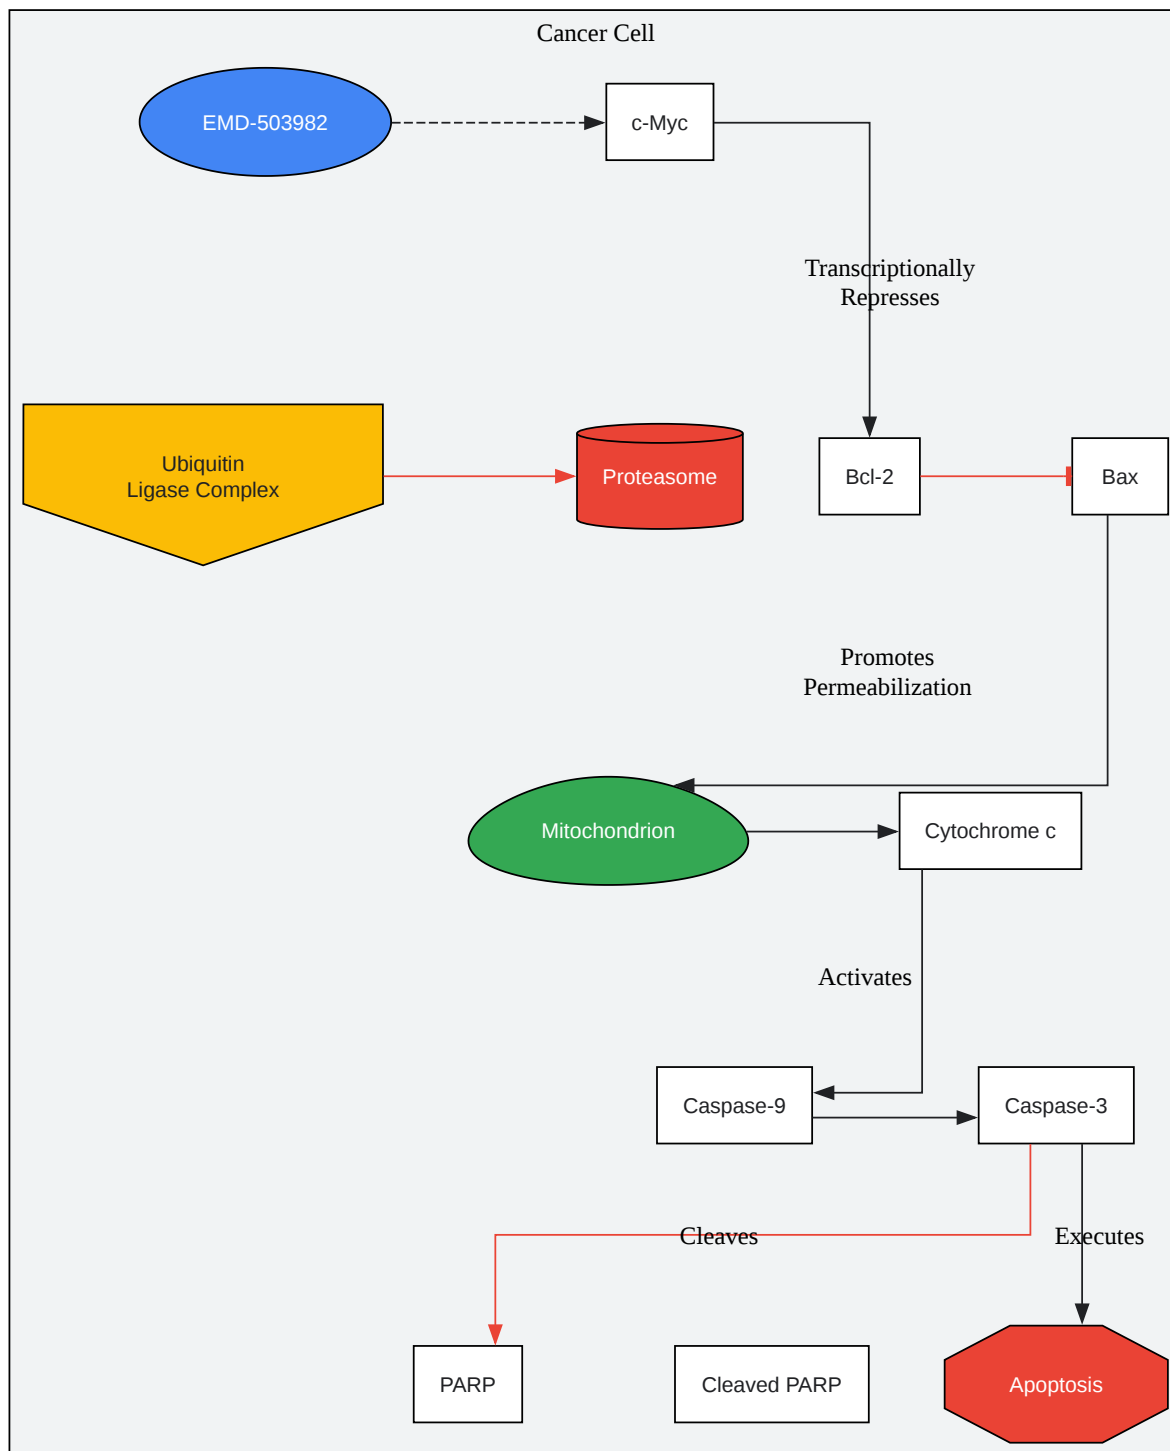 Cancer Cell
EMD-503982
c-Myc
Transcriptionally
Represses
Ubiquitin
Ligase Complex
Proteasome
Bcl-2
Bax
Promotes
Permeabilization
Mitochondrion
Cytochrome c
Activates
Caspase-9
Caspase-3
Cleaves
Executes
PARP
Cleaved PARP
Apoptosis